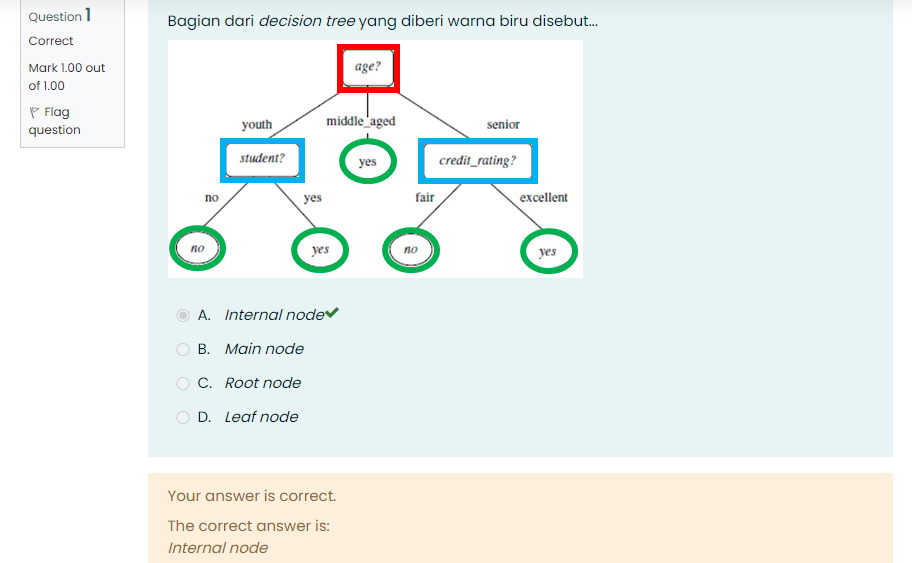 Question 1
Correct
Mark 1.00 out
of 1.00
Flag
question
Bagian dari decision tree yang diberi warna biru disebut...
age?
youth
middle_aged
senior
student?
yes
credit_rating?
no
yes
fair
excellent
no
yes
no
yes
A. Internal node
B. Main node
C. Root node
D. Leaf node
Your answer is correct.
The correct answer is:
Internal node